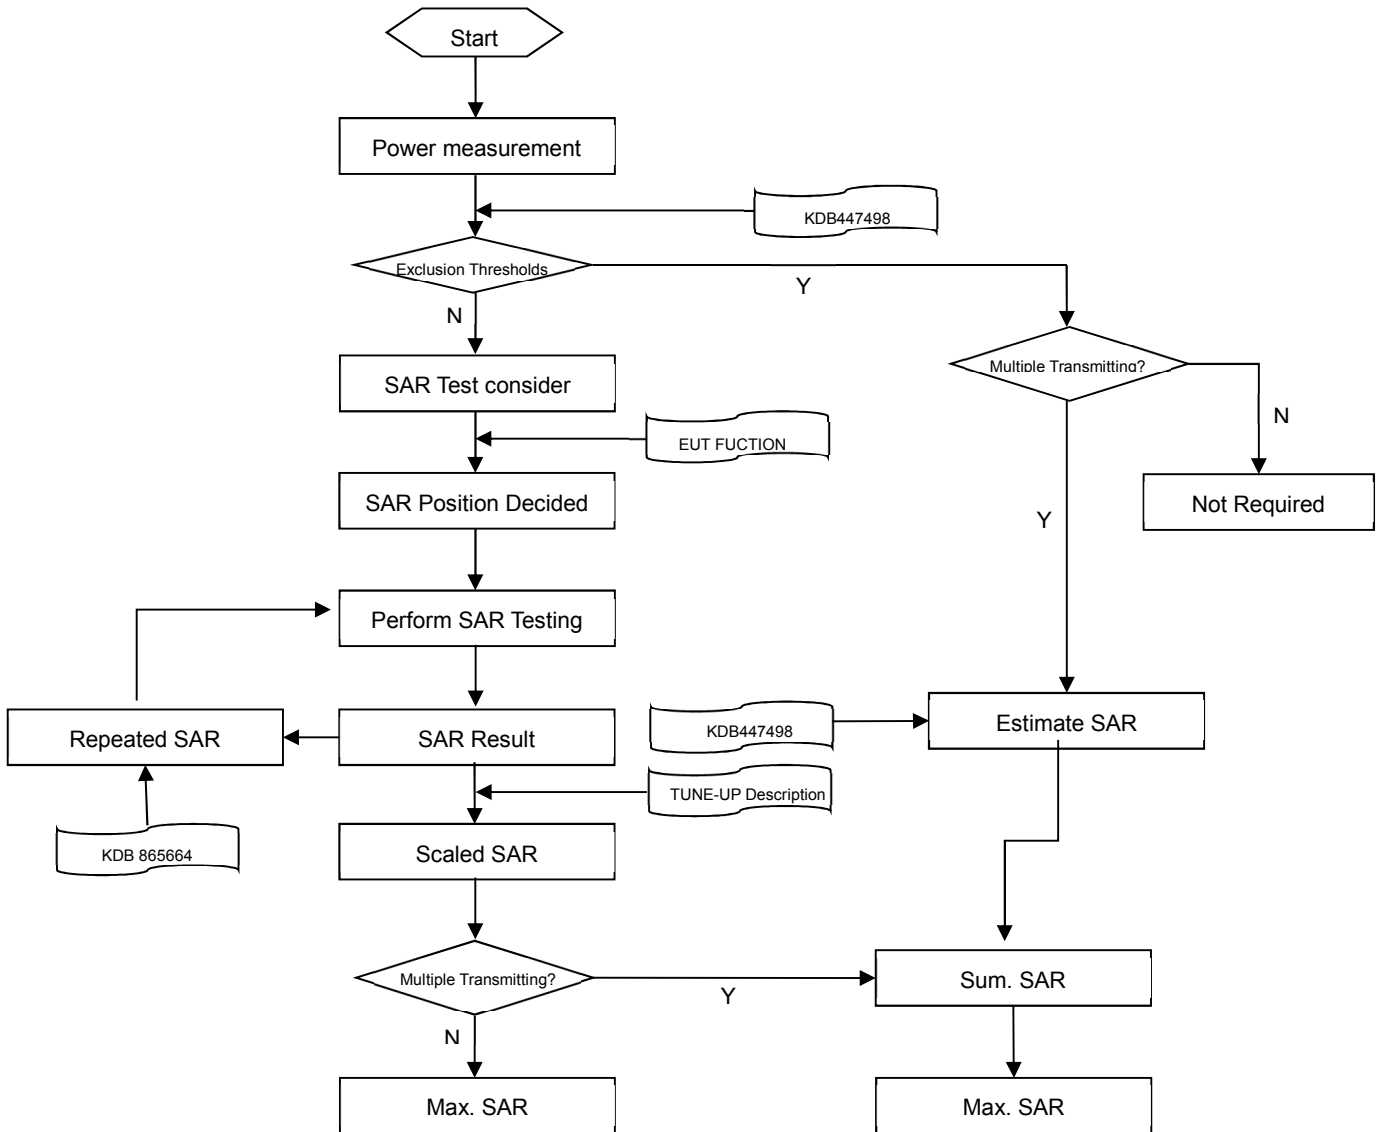 Start
Power measurement
KDB447498
Exclusion Thresholds
Y
N
Multiple Transmitting?
SAR Test consider
N
EUT FUCTION
SAR Position Decided
Not Required
Y
Perform SAR Testing
Repeated SAR
SAR Result
KDB447498
Estimate SAR
TUNE-UP Description
KDB 865664
Scaled SAR
Multiple Transmitting?
Y
Sum. SAR
N
Max. SAR
Max. SAR